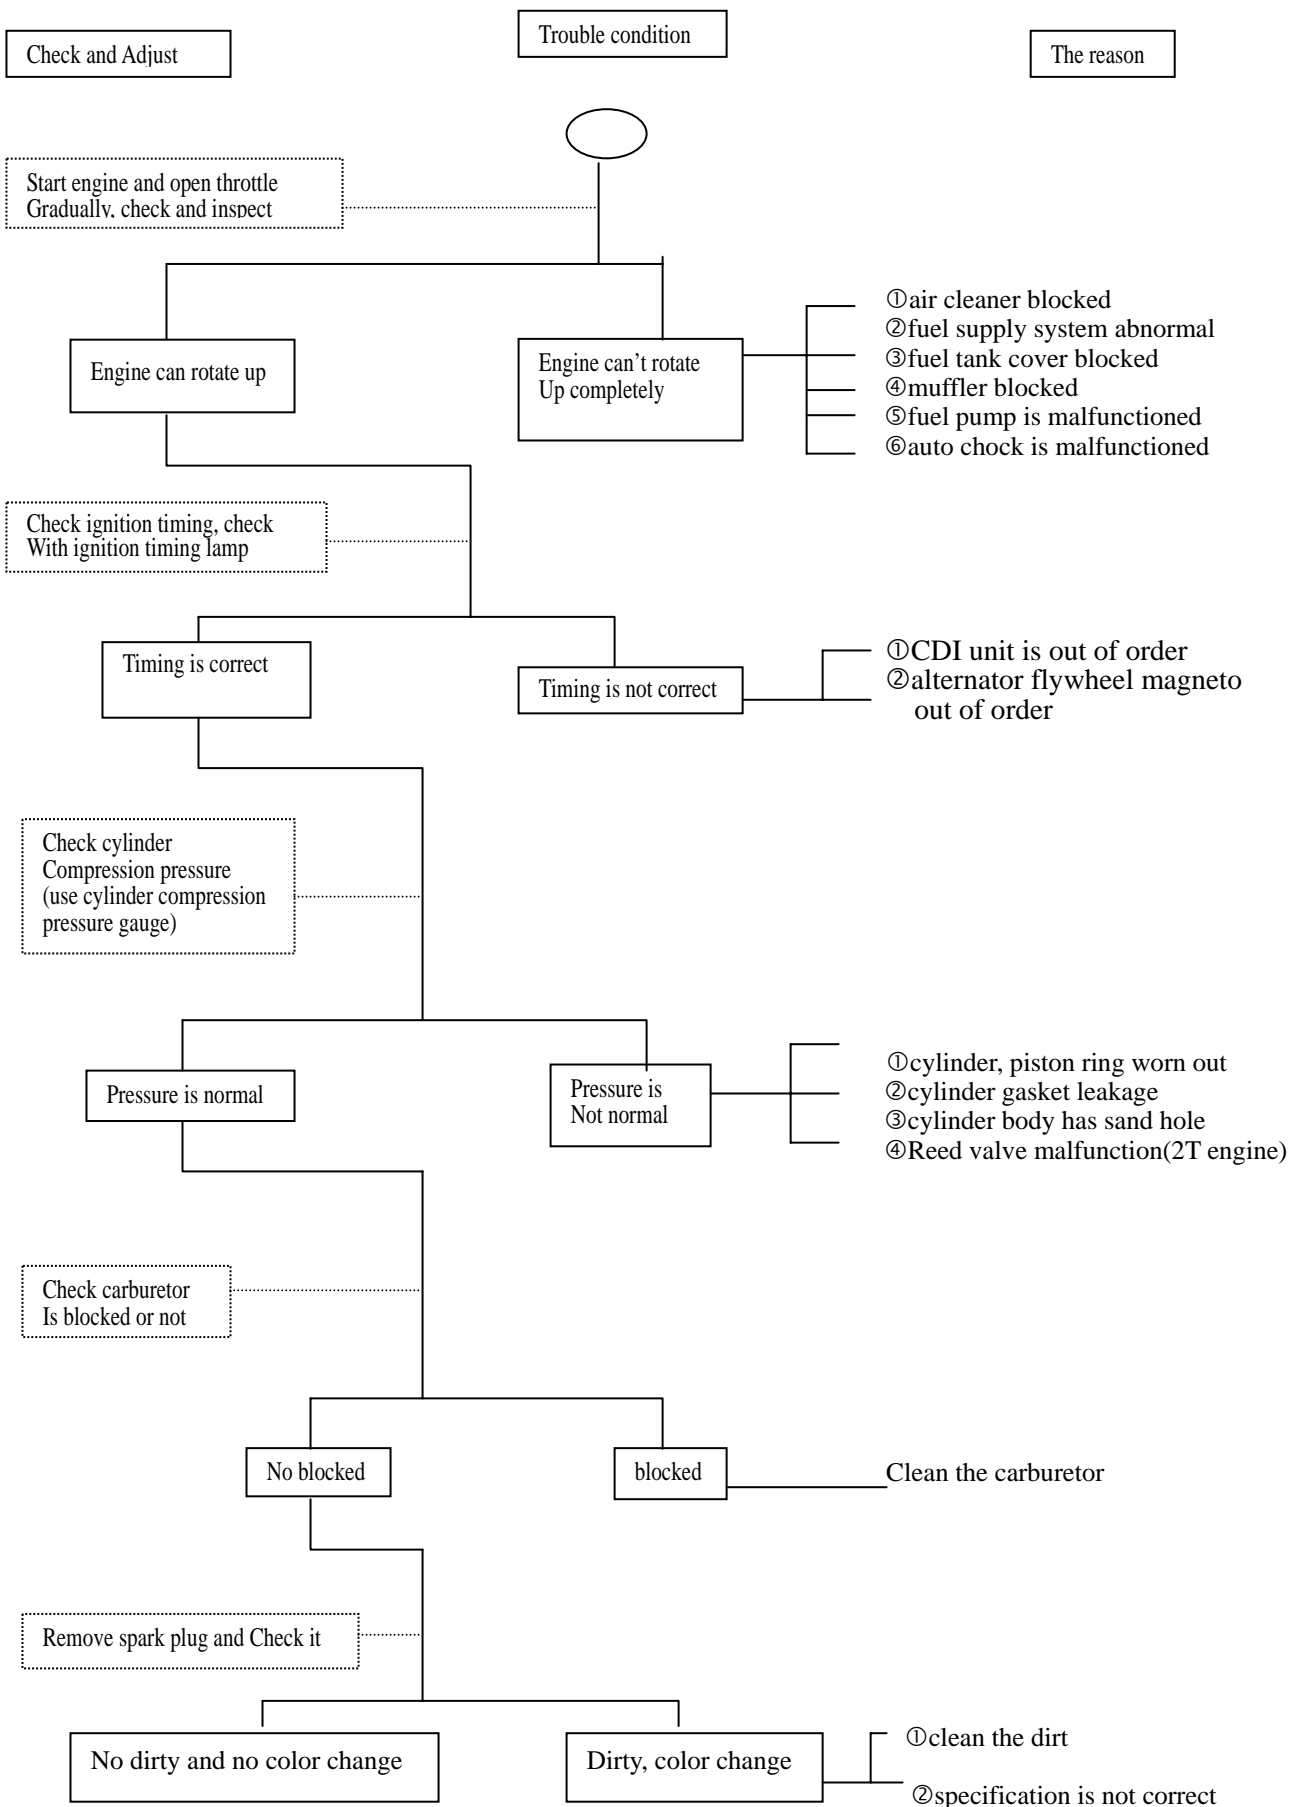 Trouble condition
Check and Adjust
The reason
Start engine and open throttle
Gradually, check and inspect
①air cleaner blocked
②fuel supply system abnormal
③fuel tank cover blocked
④muffler blocked
⑤fuel pump is malfunctioned
⑥auto chock is malfunctioned
Engine can rotate up
Engine can’t rotate
Up completely
Check ignition timing, check
With ignition timing lamp
Timing is correct
Timing is not correct
①CDI unit is out of order
②alternator flywheel magneto
out of order
Check cylinder
Compression pressure
(use cylinder compression
pressure gauge)
Pressure is normal
Pressure is
Not normal
①cylinder, piston ring worn out
②cylinder gasket leakage
③cylinder body has sand hole
④Reed valve malfunction(2T engine)
Check carburetor
Is blocked or not
No blocked
blocked
Clean the carburetor
Remove spark plug and Check it
No dirty and no color change
Dirty, color change
①clean the dirt
②specification is not correct